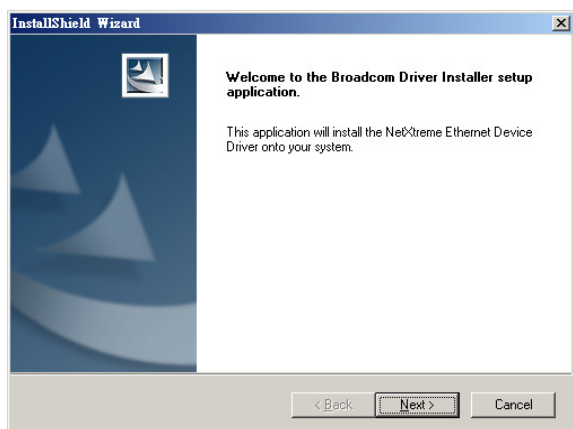 InstallShield Wizard
Welcome to the Broadcom Driver Installer setup
application.
This application will install the NetXtreme Ethernet Device
Driver onto your system.
< Back
Next >
Cancel